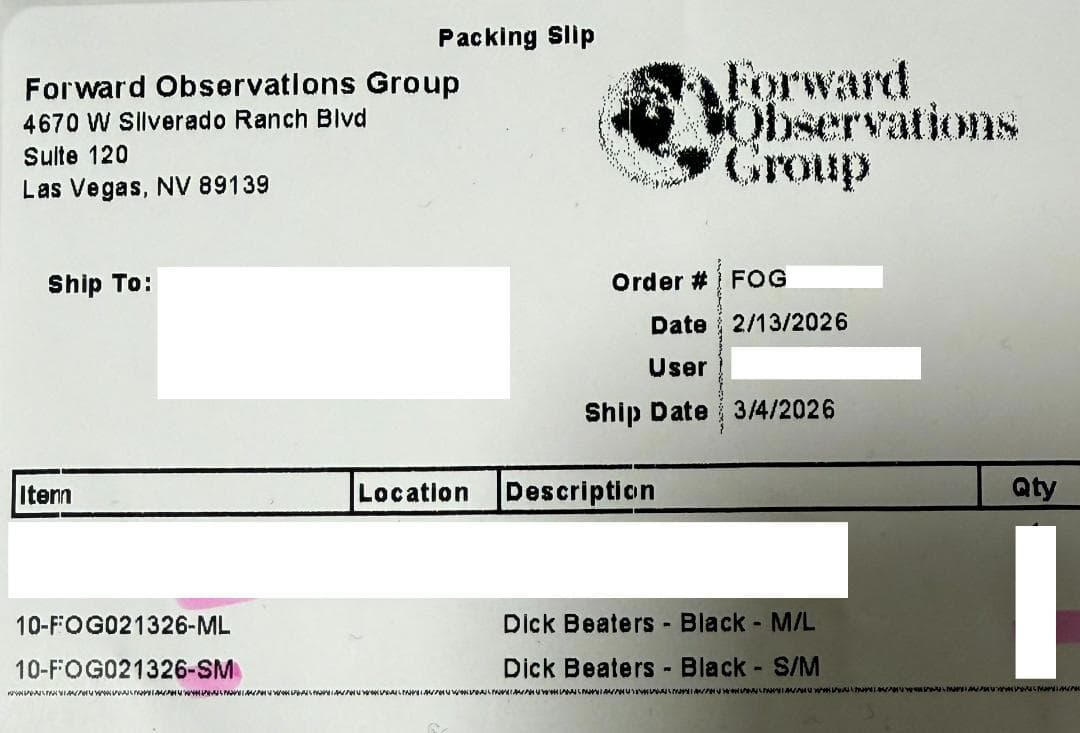 Packing Slip
Forward Observations Group
4670 W Silverado Ranch Blvd
Suite 120
Las Vegas, NV 89139
Forward
Observations
Group
Ship To:
Order # FOG
Date 2/13/2026
User
Ship Date 3/4/2026
Item Location Description Qty
10-FOG021326-ML Dick Beaters - Black - M/L
10-FOG021326-SM Dick Beaters - Black - S/M